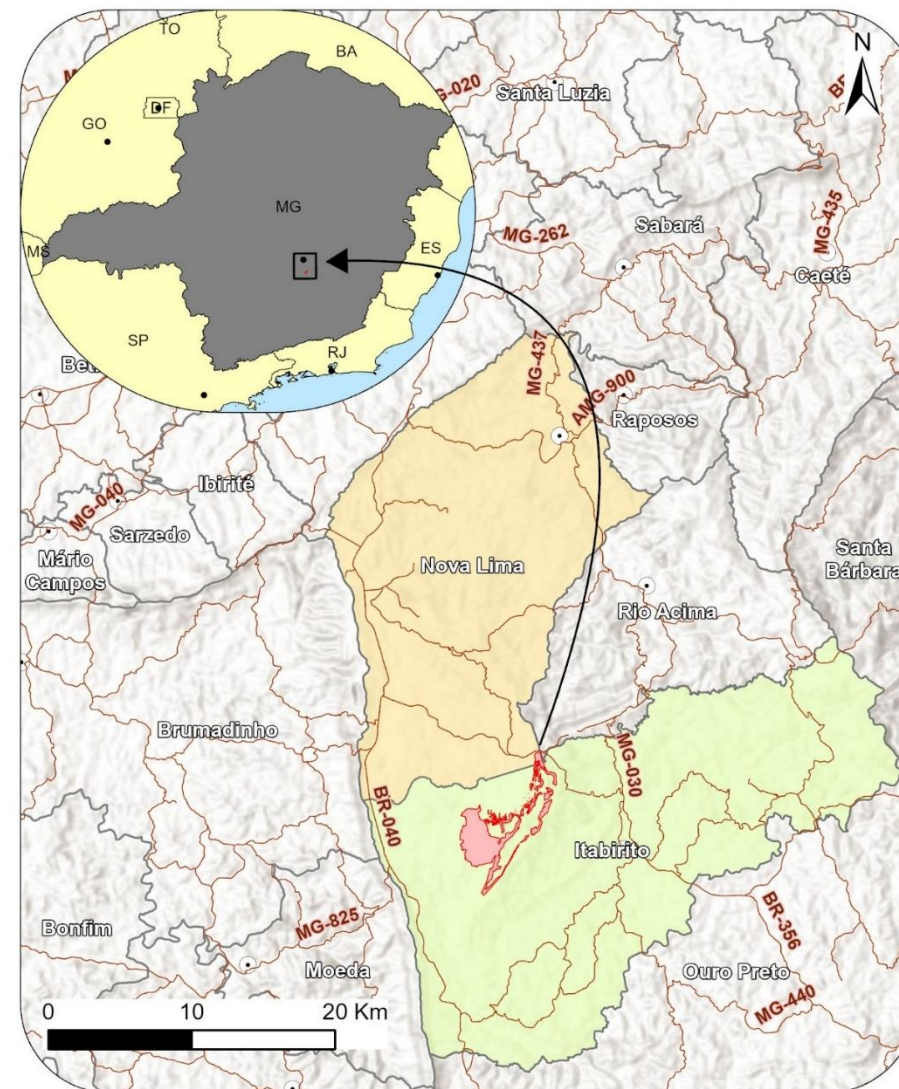 TO
BA
N
MG-020
Santa Luzia
DF
GO
MG
MG-435
Sabará
MG-262
ES
Caeté
MS
SP
RJ
MG-437
AMG-900
Raposos
Ibirité
MG-040
Sarzedo
Mário
Campos
Nova Lima
Santa
Bárbara
Rio Acima
Brumadinho
MG-030
BR-040
Itabirito
Bonfim
MG-825
BR-356
Moeda
Ouro Preto
MG-440
0 10 20 Km